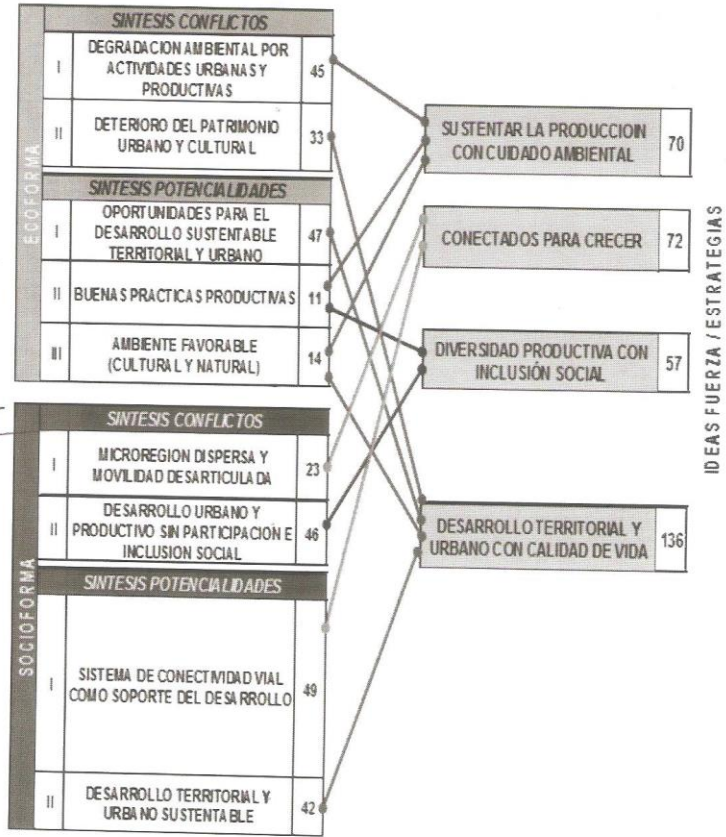 ECOFORMA
SINTESIS CONFLICTOS
I
DEGRADACION AMBIENTAL POR
ACTIVIDADES URBANAS Y
PRODUCTIVAS
45
II
DETERIORO DEL PATRIMONIO
URBANO Y CULTURAL
33
SINTESIS POTENCIALIDADES
I
OPORTUNIDADES PARA EL
DESARROLLO SUSTENTABLE
TERRITORIAL Y URBANO
47
II
BUENAS PRACTICAS PRODUCTIVAS
11
III
AMBIENTE FAVORABLE
(CULTURAL Y NATURAL)
14
SOCIOFORMA
SINTESIS CONFLICTOS
I
MICROREGION DISPERSA Y
MOVILIDAD DESARTICULADA
23
II
DESARROLLO URBANO Y
PRODUCTIVO SIN PARTICIPACION E
INCLUSION SOCIAL
46
SINTESIS POTENCIALIDADES
I
SISTEMA DE CONECTIVIDAD VIAL
COMO SOPORTE DEL DESARROLLO
49
II
DESARROLLO TERRITORIAL Y
URBANO SUSTENTABLE
42
SUSTENTAR LA PRODUCCIOIN
CON CUIDADO AMBIENTAL
70
CONECTADOS PARA CRECER
72
DIVERSIDAD PRODUCTIVA CON
INCLUSIÓN SOCIAL
57
DESARROLLO TERRITORIAL Y
URBANO CON CALIDAD DE VIDA
136
IDEAS FUERZA / ESTRATEGIAS